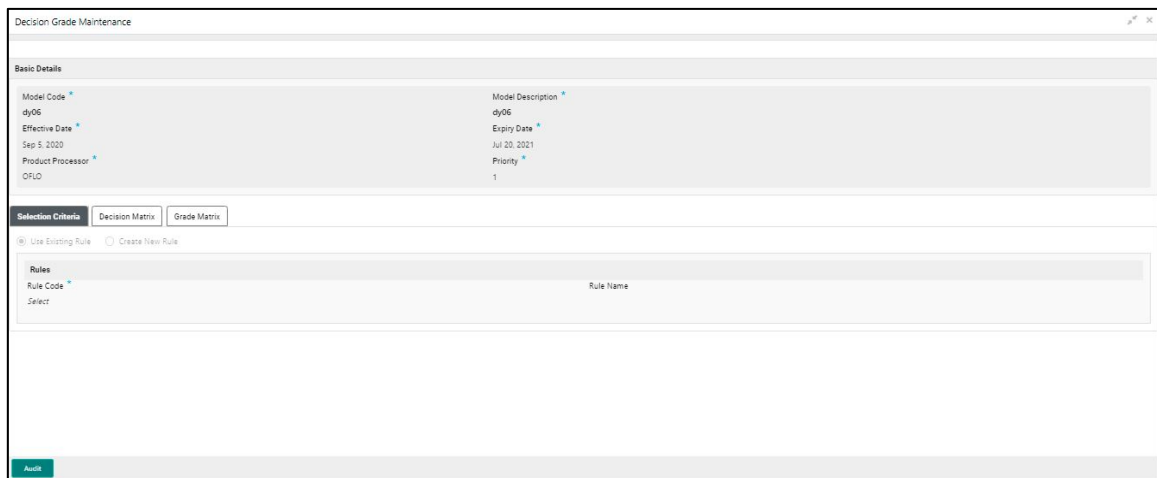 Decision Grade Maintenance
Basic Details
Model Code *
Model Description *
dy06
dy06
Effective Date *
Expiry Date *
Sep 5, 2020
Jul 20, 2021
Product Processor *
Priority *
OFLO
1
Selection Criteria
Decision Matrix
Grade Matrix
Use Existing Rule
Create New Rule
Rules
Rule Code *
Rule Name
Select
Audit